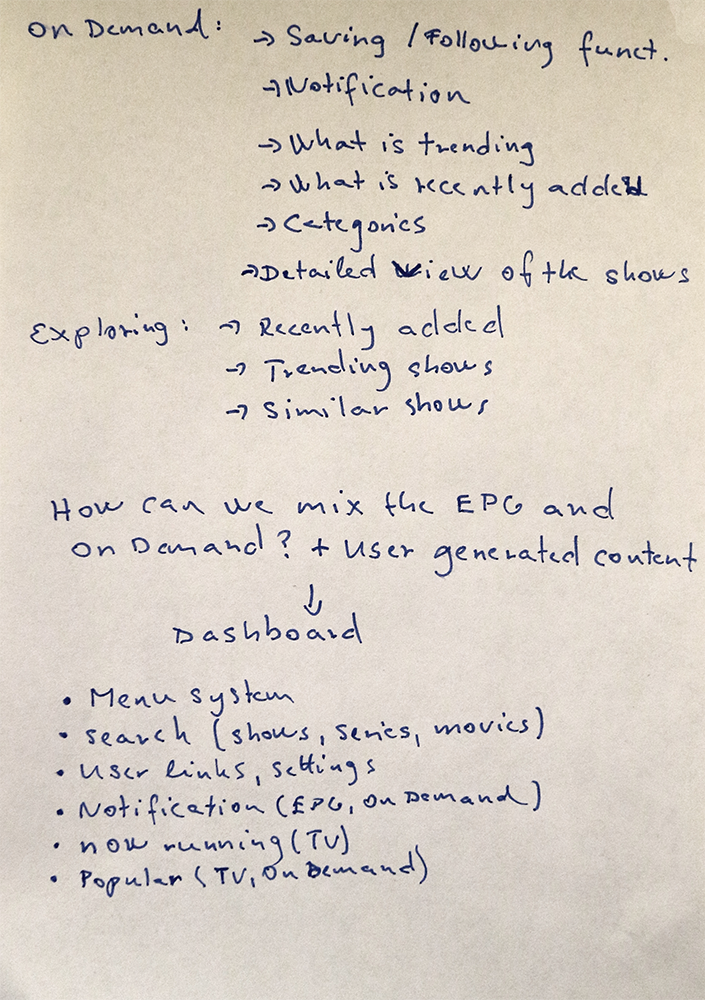 On Demand: → Saving / Following funct.
→ Notification
→ What is trending
→ What is recently added
→ Categories
→ Detailed view of the shows
Exploring: → Recently added
→ Trending shows
→ Similar shows
How can we mix the EPG and
On Demand? + User generated content
↓
Dashboard
• Menu system
• search (shows, series, movies)
• User links, settings
• Notification (EPG, On Demand)
• now running (TV)
• Popular (TV, On Demand)